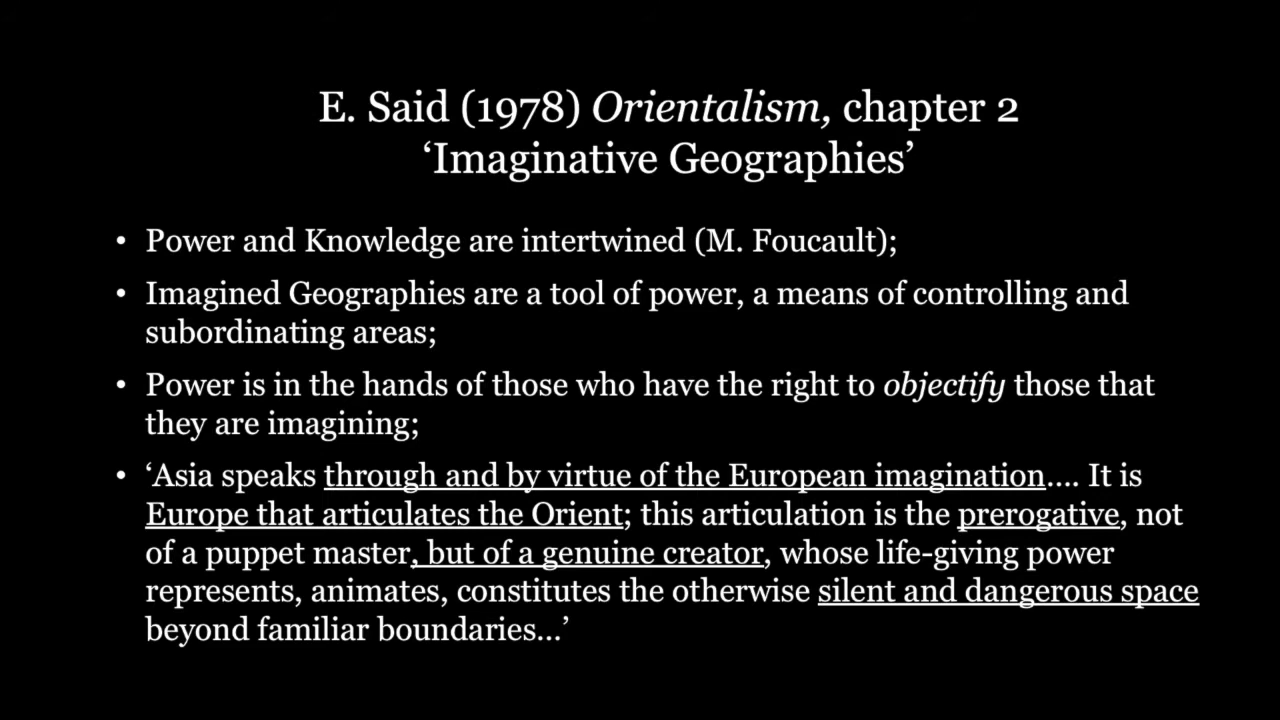 E. Said (1978) Orientalism, chapter 2
‘Imaginative Geographies’
• Power and Knowledge are intertwined (M. Foucault);
• Imagined Geographies are a tool of power, a means of controlling and
subordinating areas;
• Power is in the hands of those who have the right to objectify those that
they are imagining;
• ‘Asia speaks through and by virtue of the European imagination…. It is
Europe that articulates the Orient; this articulation is the prerogative, not
of a puppet master, but of a genuine creator, whose life-giving power
represents, animates, constitutes the otherwise silent and dangerous space
beyond familiar boundaries…’